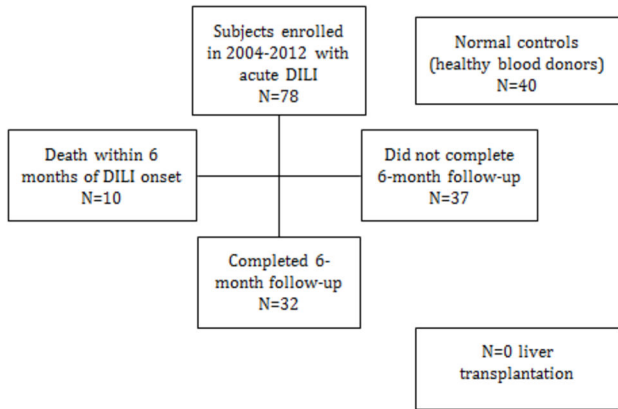 Subjects enrolled
in 2004-2012 with
acute DILI
N=78
Normal controls
(healthy blood donors)
N=40
Death within 6
months of DILI onset
N=10
Did not complete
6-month follow-up
N=37
Completed 6-
month follow-up
N=32
N=0 liver
transplantation